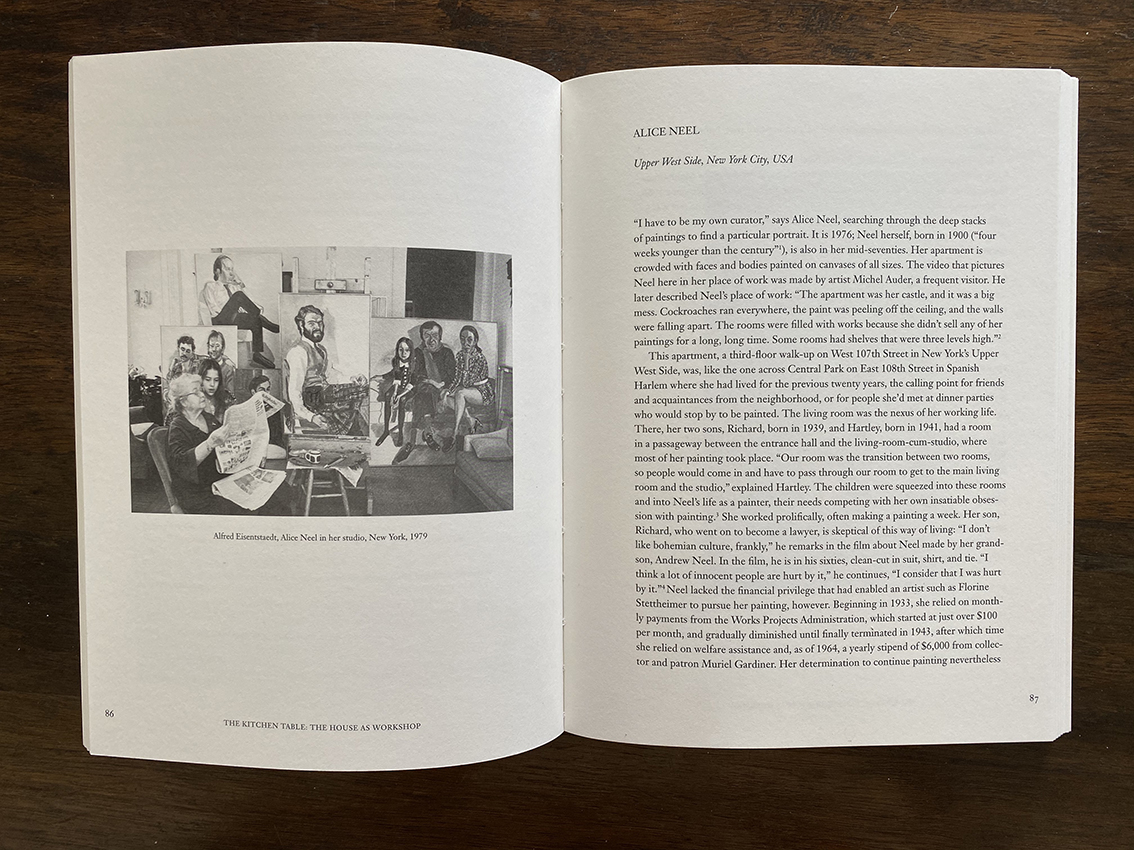 Alfred Eisentstaedt, Alice Neel in her studio, New York, 1979
86
THE KITCHEN TABLE: THE HOUSE AS WORKSHOP
ALICE NEEL
Upper West Side, New York City, USA
“I have to be my own curator,” says Alice Neel, searching through the deep stacks
of paintings to find a particular portrait. It is 1976; Neel herself, born in 1900 (“four
weeks younger than the century”¹), is also in her mid-seventies. Her apartment is
crowded with faces and bodies painted on canvases of all sizes. The video that pictures
Neel here in her place of work was made by artist Michel Auder, a frequent visitor. He
later described Neel’s place of work: “The apartment was her castle, and it was a big
mess. Cockroaches ran everywhere, the paint was peeling off the ceiling, and the walls
were falling apart. The rooms were filled with works because she didn’t sell any of her
paintings for a long, long time. Some rooms had shelves that were three levels high.”²
This apartment, a third-floor walk-up on West 107th Street in New York’s Upper
West Side, was, like the one across Central Park on East 108th Street in Spanish
Harlem where she had lived for the previous twenty years, the calling point for friends
and acquaintances from the neighborhood, or for people she’d met at dinner parties
who would stop by to be painted. The living room was the nexus of her working life.
There, her two sons, Richard, born in 1939, and Hartley, born in 1941, had a room
in a passageway between the entrance hall and the living-room-cum-studio, where
most of her painting took place. “Our room was the transition between two rooms,
so people would come in and have to pass through our room to get to the main living
room and the studio,” explained Hartley. The children were squeezed into these rooms
and into Neel’s life as a painter, their needs competing with her own insatiable obses-
sion with painting.³ She worked prolifically, often making a painting a week. Her son,
Richard, who went on to become a lawyer, is skeptical of this way of living: “I don’t
like bohemian culture, frankly,” he remarks in the film about Neel made by her grand-
son, Andrew Neel. In the film, he is in his sixties, clean-cut in suit, shirt, and tie. “I
think a lot of innocent people are hurt by it,” he continues, “I consider that I was hurt
by it.”⁴ Neel lacked the financial privilege that had enabled an artist such as Florine
Stettheimer to pursue her painting, however. Beginning in 1933, she relied on month-
ly payments from the Works Projects Administration, which started at just over $100
per month, and gradually diminished until finally terminated in 1943, after which time
she relied on welfare assistance and, as of 1964, a yearly stipend of $6,000 from collec-
tor and patron Muriel Gardiner. Her determination to continue painting nevertheless
87